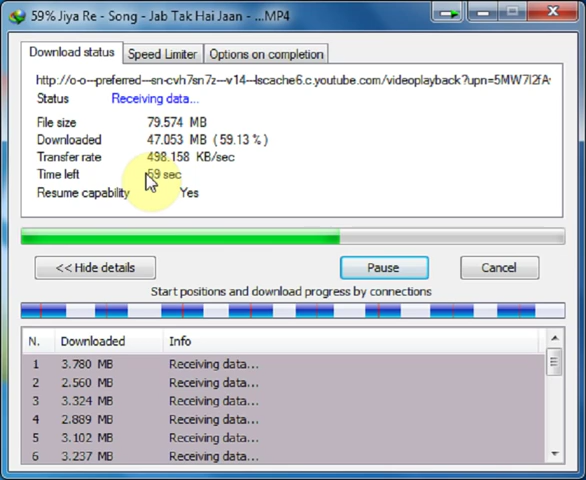 59% Jiya Re - Song - Jab Tak Hai Jaan - ...MP4
Download status
Speed Limiter
Options on completion
http://o-o---preferred---sn-cvh7sn7z---v14---lscache6.c.youtube.com/videoplayback?upn=5MW7l2fA
Status Receiving data...
File size 79.574 MB
Downloaded 47.053 MB ( 59.13 % )
Transfer rate 498.158 KB/sec
Time left 59 sec
Resume capability Yes
<< Hide details
Pause
Cancel
Start positions and download progress by connections
N. Downloaded Info
1 3.780 MB Receiving data...
2 2.560 MB Receiving data...
3 3.324 MB Receiving data...
4 2.889 MB Receiving data...
5 3.102 MB Receiving data...
6 3.237 MB Receiving data...